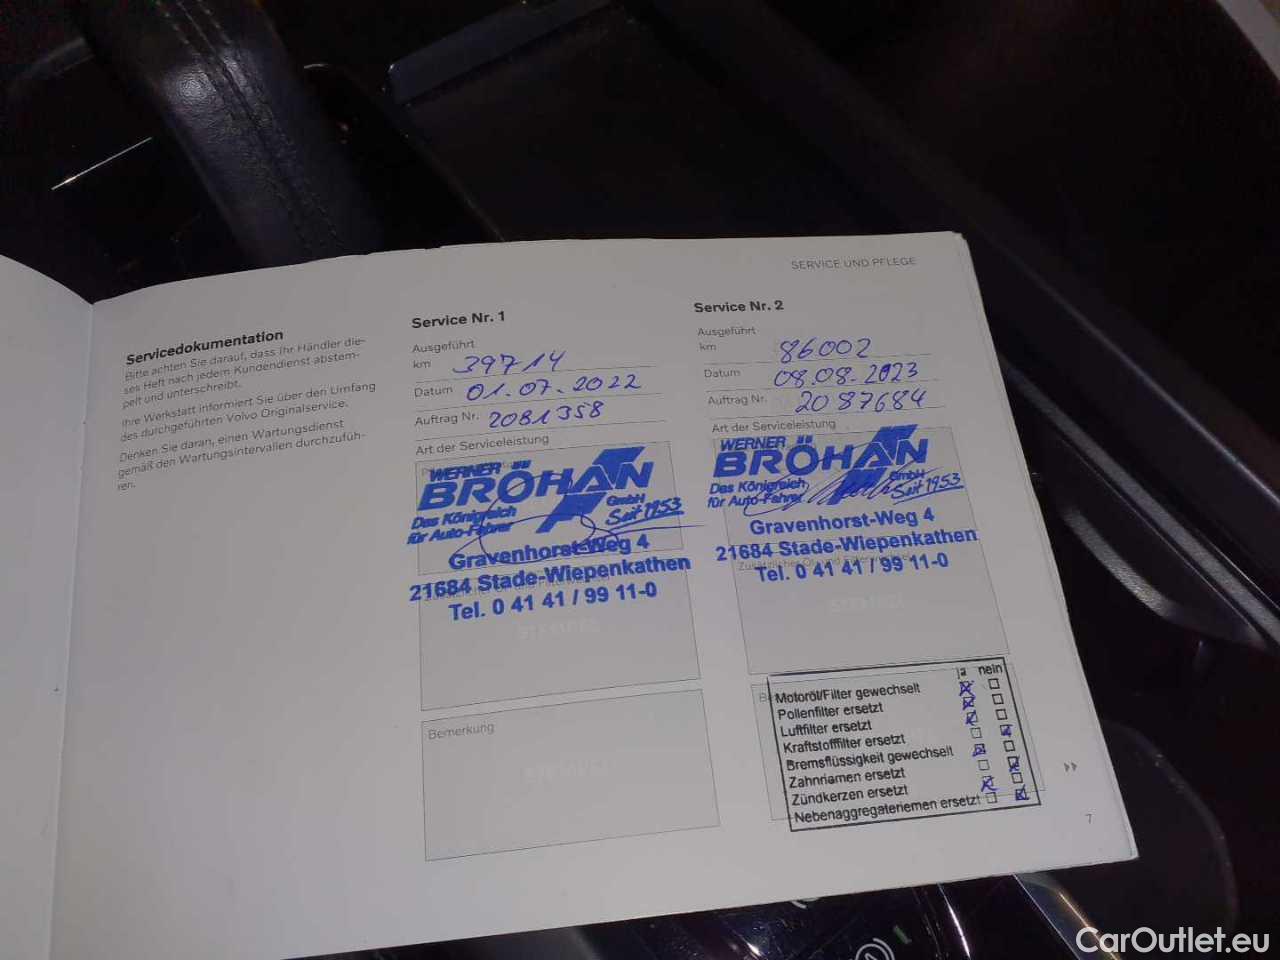 SERVICE UND PFLEGE
Servicedokumentation
Bitte achten Sie darauf, dass Ihr Händler die-
ses Heft nach jedem Kundendienst abstem-
pelt und unterschreibt.
Ihre Werkstatt informiert Sie über den Umfang
des durchgeführten Volvo Originalservice.
Denken Sie daran, einen Wartungsdienst
gemäß den Wartungsintervallen durchzufüh-
ren.
Service Nr. 1
Ausgeführt
km 39714
Datum 01.07.2022
Auftrag Nr. 2081358
Art der Serviceleistung
WERNER
BRÖHAN
GmbH
Das Königreich
für Auto-Fahrer
Seit 1953
Gravenhorst-Weg 4
21684 Stade-Wiepenkathen
Tel. 0 41 41 / 99 11-0
STEMPEL
Bemerkung
STEMPEL
Service Nr. 2
Ausgeführt
km 86002
Datum 08.08.2023
Auftrag Nr. 2087684
Art der Serviceleistung
WERNER
BRÖHAN
GmbH
Das Königreich
für Auto-Fahrer
Seit 1953
Gravenhorst-Weg 4
21684 Stade-Wiepenkathen
Zusätzlicher Öl- und Filterwechsel
Tel. 0 41 41 / 99 11-0
STEMPEL
ja nein
Motoröl/Filter gewechselt
Pollenfilter ersetzt
Luftfilter ersetzt
Kraftstofffilter ersetzt
Bremsflüssigkeit gewechselt
Zahnriemen ersetzt
Zündkerzen ersetzt
Nebenaggregateriemen ersetzt
7
CarOutlet.eu